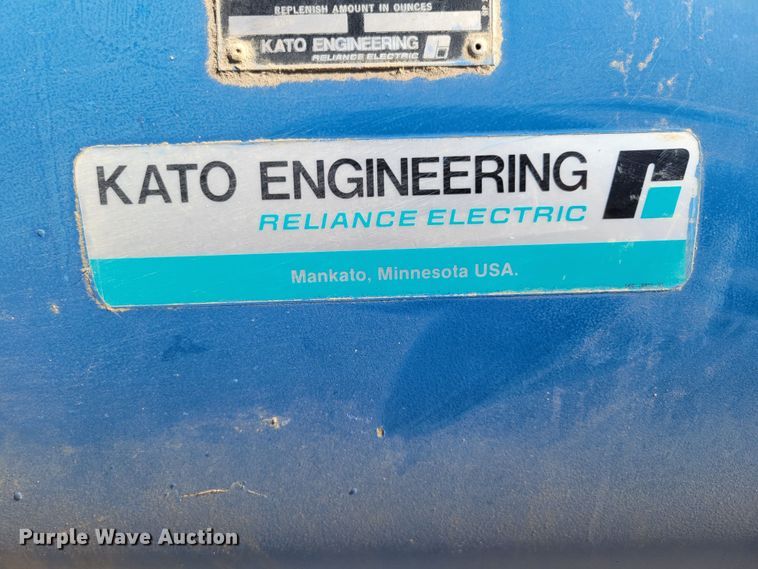 REPLENISH AMOUNT IN OUNCES
KATO ENGINEERING
RELIANCE ELECTRIC
KATO ENGINEERING
RELIANCE ELECTRIC
Mankato, Minnesota USA.
Purple Wave Auction